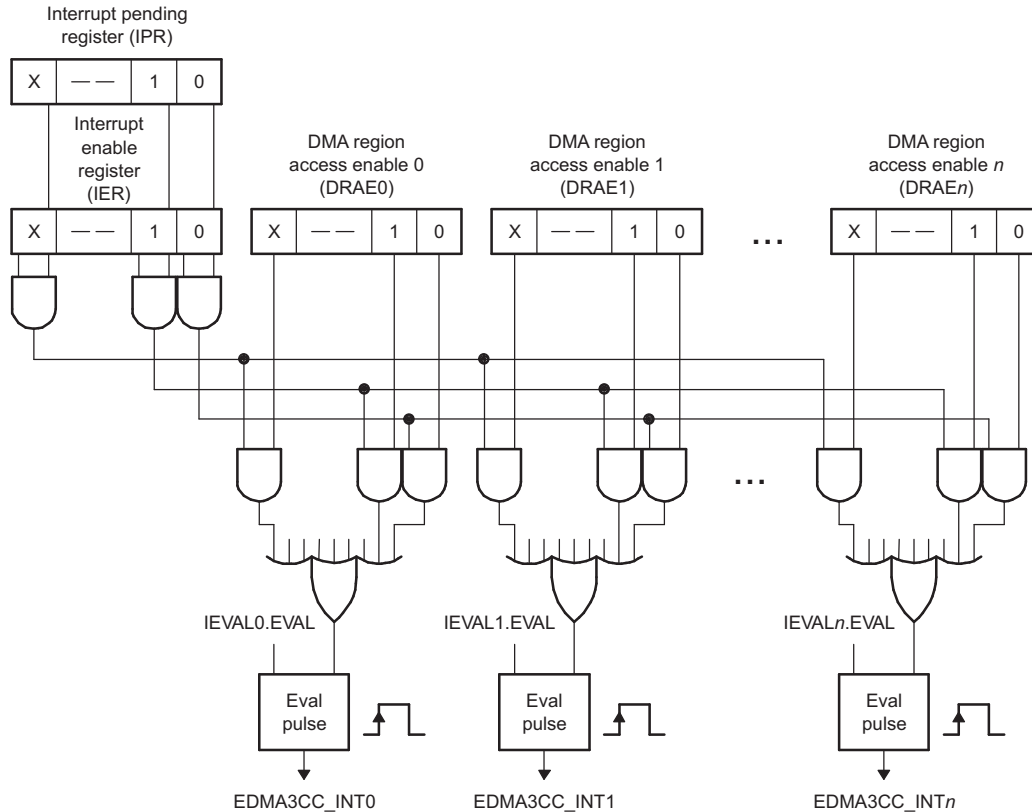 Interrupt pending
register (IPR)
X — — 1 0
Interrupt
enable
register
(IER)
X — — 1 0
DMA region
access enable 0
(DRAE0)
X — — 1 0
DMA region
access enable 1
(DRAE1)
X — — 1 0
...
DMA region
access enable n
(DRAEn)
X — — 1 0
...
IEVAL0.EVAL
IEVAL1.EVAL
IEVALn.EVAL
Eval
pulse
Eval
pulse
Eval
pulse
EDMA3CC_INT0
EDMA3CC_INT1
EDMA3CC_INTn